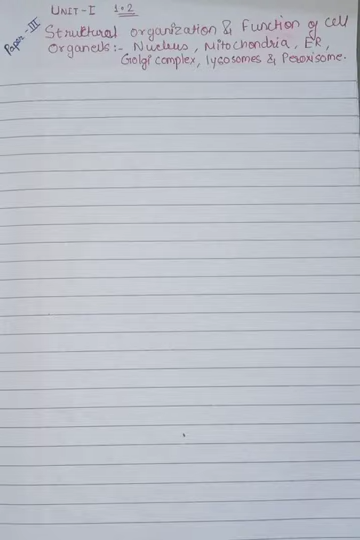 UNIT-I 1.2
Paper-III
Structural organization & Function of cell
Organells:- Nucleus, Mitochondria, ER,
Golgi complex, lysosomes & Peroxisome.